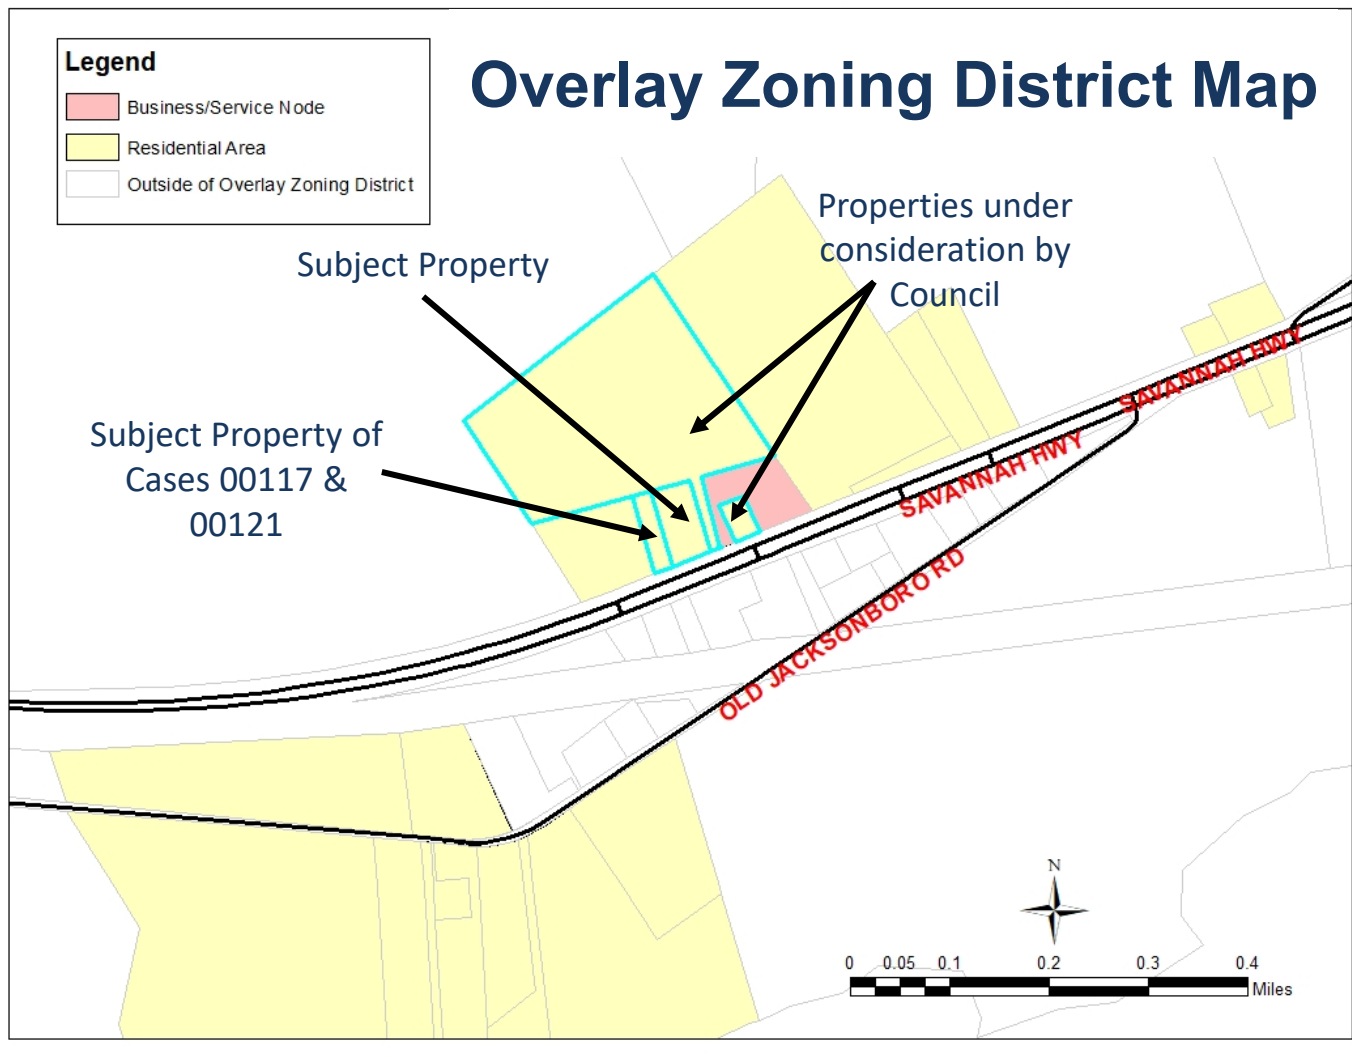 Overlay Zoning District Map
Legend
Business/Service Node
Residential Area
Outside of Overlay Zoning District
Properties under
consideration by
Council
Subject Property
Subject Property of
Cases 00117 &
00121
SAVANNAH HWY
SAVANNAH HWY
OLD JACKSONBORO RD
N
0 0.05 0.1 0.2 0.3 0.4
Miles